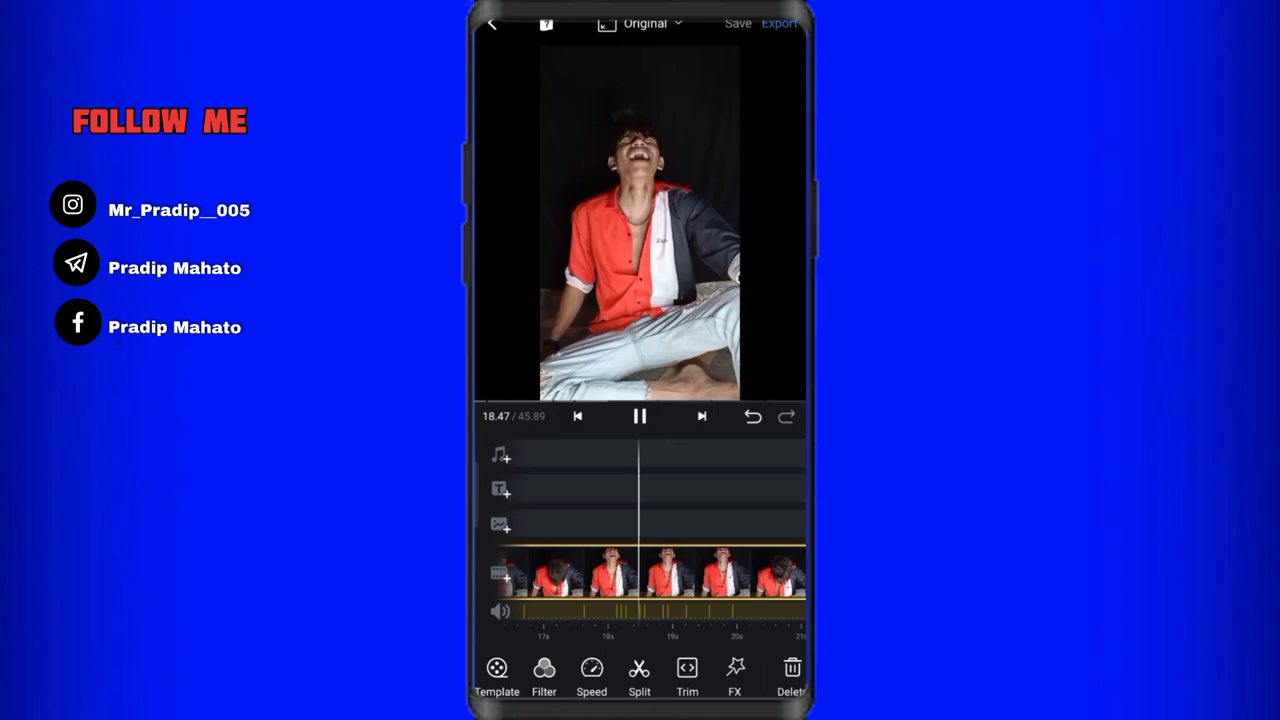 Original
Save
Export
FOLLOW ME
Mr_Pradip__005
Pradip Mahato
Pradip Mahato
18.47 / 45.89
17s
18s
19s
20s
Template
Filter
Speed
Split
Trim
FX